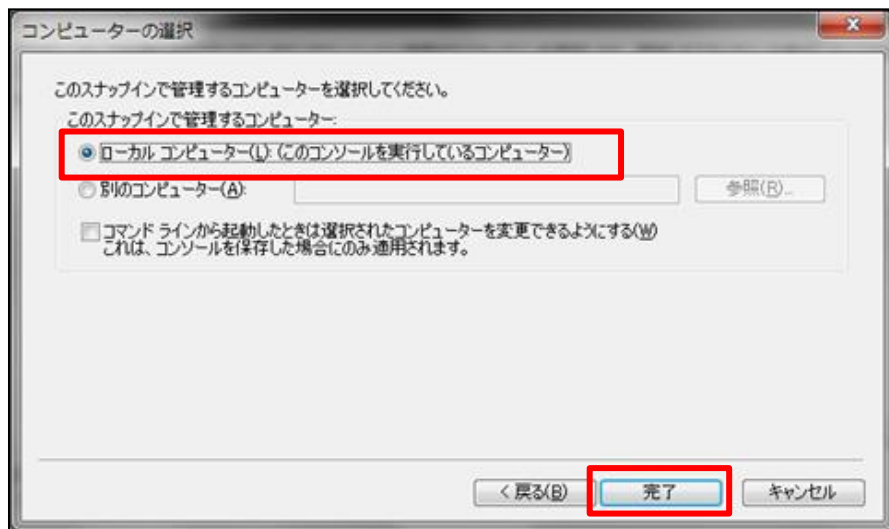 コンピューターの選択
このスナップインで管理するコンピューターを選択してください。
このスナップインで管理するコンピューター:
ローカル コンピューター(L): (このコンソールを実行しているコンピューター)
別のコンピューター(A):
参照(R)...
コマンド ラインから起動したときは選択されたコンピューターを変更できるようにする(W)
これは、コンソールを保存した場合にのみ適用されます。
< 戻る(B)
完了
キャンセル